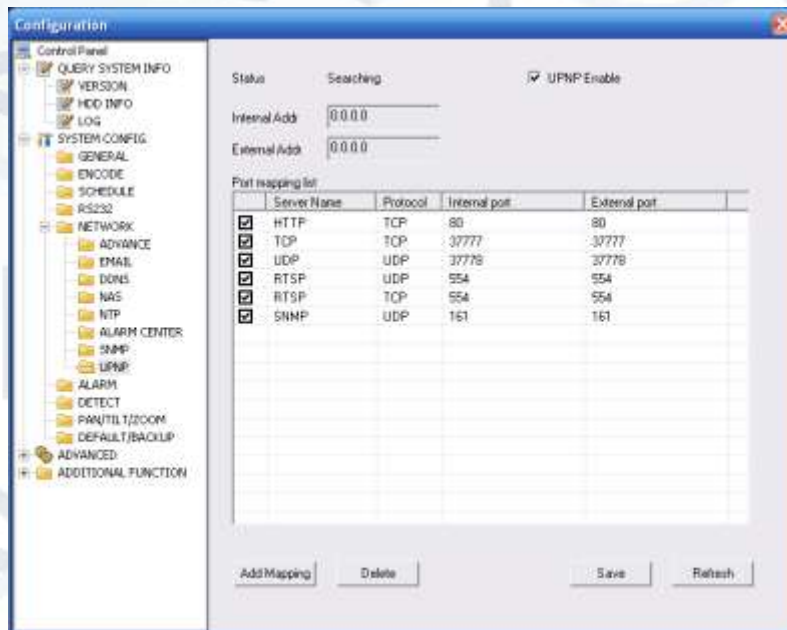 Configuration
Control Panel
QUERY SYSTEM INFO
VERSION
HDD INFO
LOG
SYSTEM CONFIG
GENERAL
ENCODE
SCHEDULE
RS232
NETWORK
ADVANCE
EMAIL
DDNS
NAS
NTP
ALARM CENTER
SNMP
UPNP
ALARM
DETECT
PAN/TILT/ZOOM
DEFAULT/BACKUP
ADVANCED
ADDITIONAL FUNCTION
Status Searching UPNP Enable
Internal Addr 0.0.0.0
External Addr 0.0.0.0
Port mapping list
Server Name Protocol Internal port External port
HTTP TCP 80 80
TCP TCP 37777 37777
UDP UDP 37778 37778
RTSP UDP 554 554
RTSP TCP 554 554
SNMP UDP 161 161
Add Mapping Delete Save Refresh